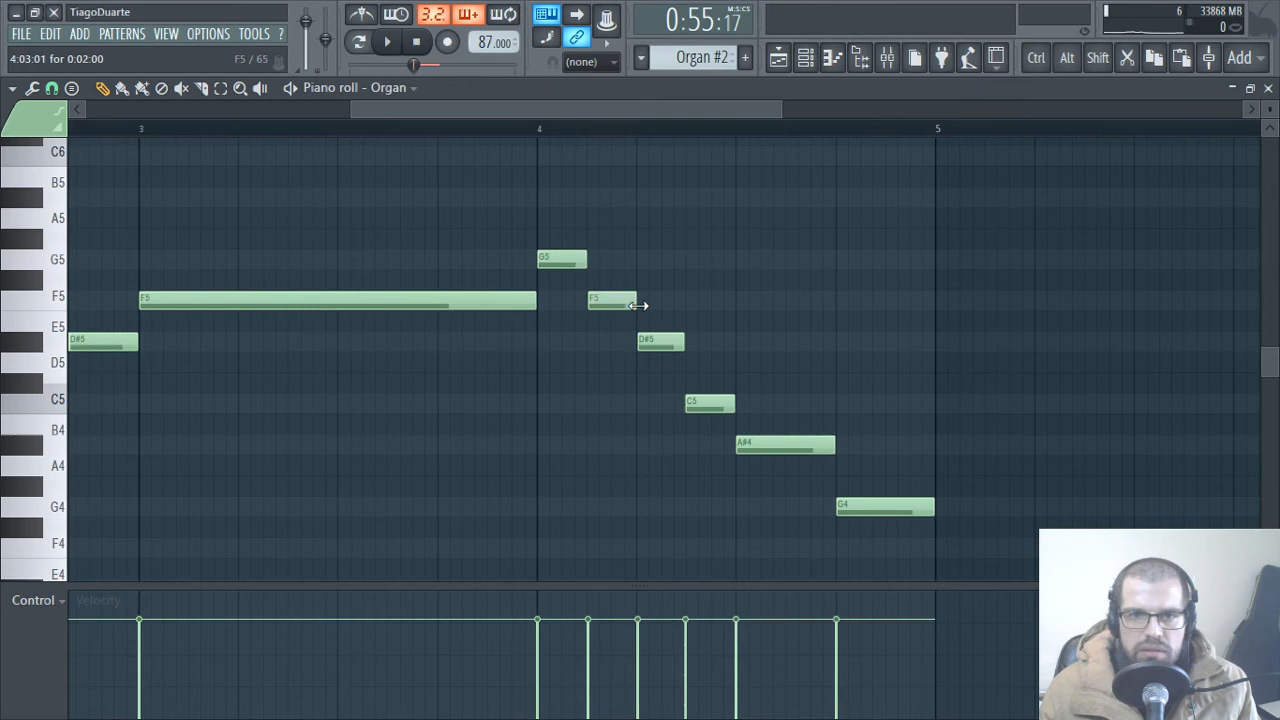 TiagoDuarte
FILE EDIT ADD PATTERNS VIEW OPTIONS TOOLS ?
4:03:01 for 0:02:00 F5 / 65
3.2. 87.000
(none)
0:55:17 M:S:CS
Organ #2
6 33868 MB
0
Ctrl Alt Shift Add
Piano roll - Organ
3 4 5
C6
B5
A5
G5 G5
F5 F5 F5
E5
D#5 D#5
D5
C5 C5
B4 A#4
A4
G4 G4
F4
E4
Control Velocity